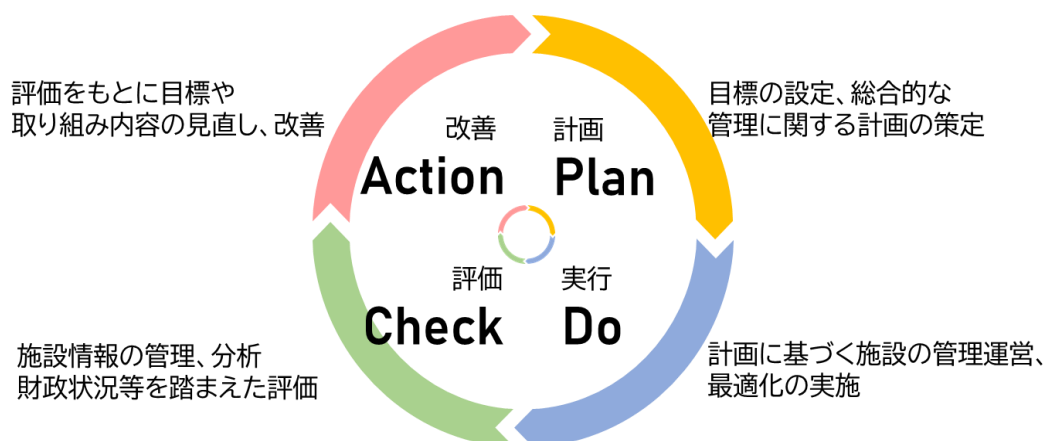 評価をもとに目標や
取り組み内容の見直し、改善
改善
Action
計画
Plan
目標の設定、総合的な
管理に関する計画の策定
評価
Check
実行
Do
施設情報の管理、分析
財政状況等を踏まえた評価
計画に基づく施設の管理運営、
最適化の実施